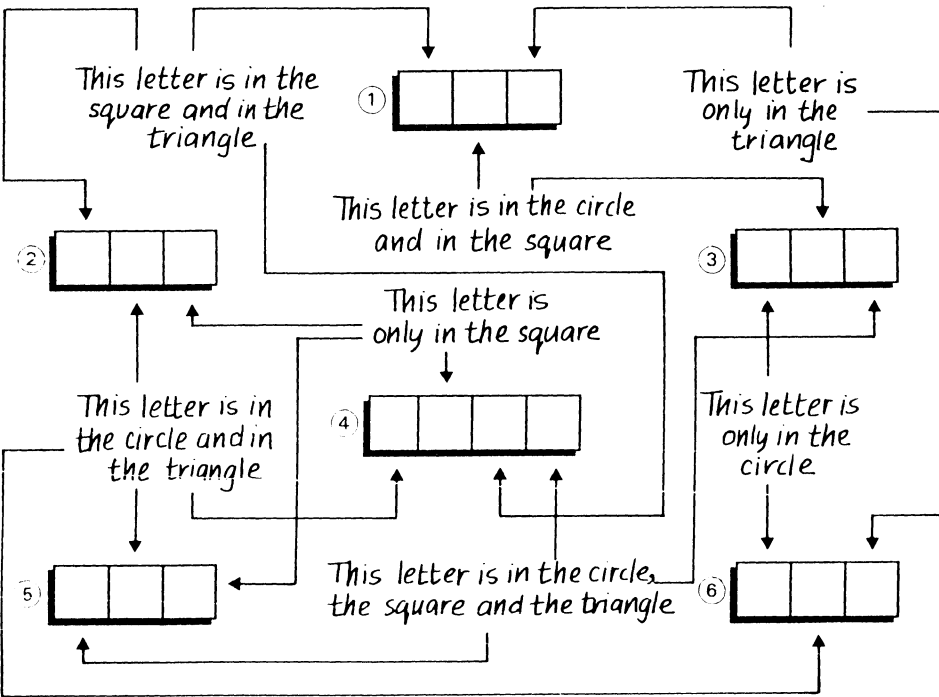 This letter is in the
square and in the
triangle
1
This letter is
only in the
triangle
This letter is in the circle
and in the square
2
3
This letter is
only in the square
This letter is in
the circle and in
the triangle
4
This letter is
only in the
circle
5
This letter is in the circle,
the square and the triangle
6